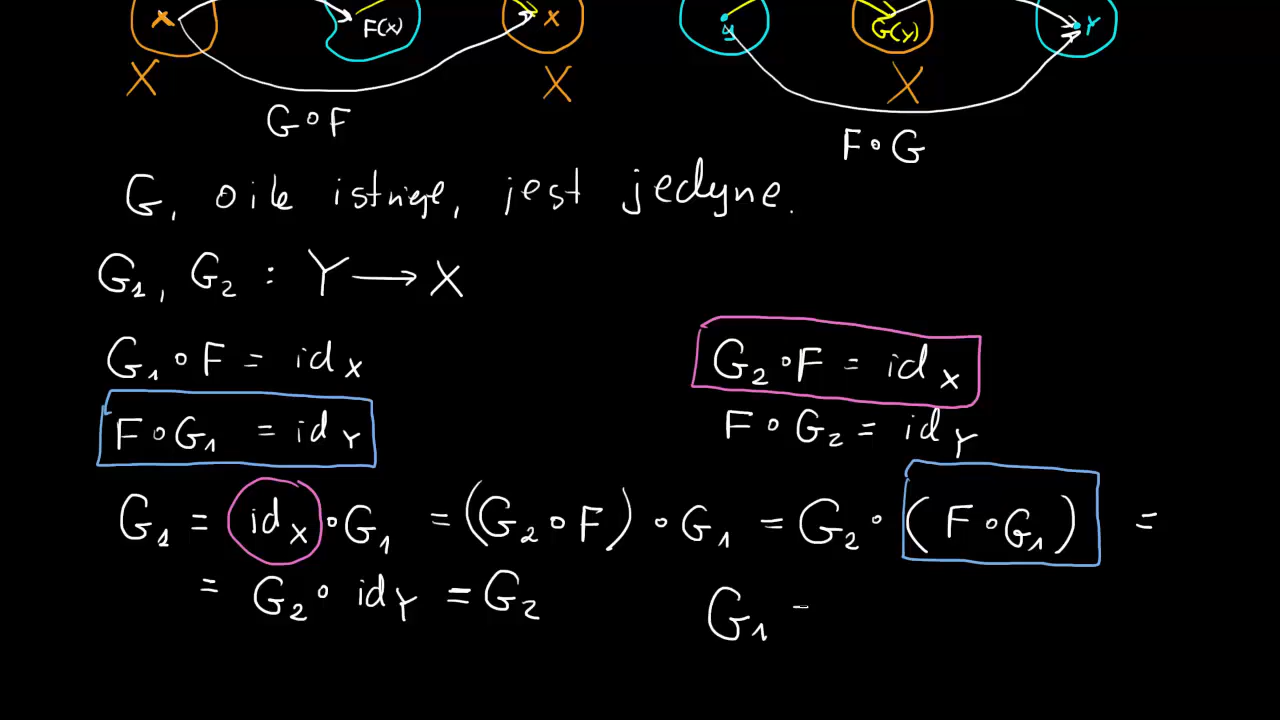 x F(x) x y G(y) Y
X X X
G∘F F∘G
G, o ile istnieje, jest jedyne.
G₁, G₂ : Y ⟶ X
G₁∘F = id_X G₂∘F = id_X
F∘G₁ = id_Y F∘G₂ = id_Y
G₁ = id_X∘G₁ = (G₂∘F)∘G₁ = G₂∘(F∘G₁) =
= G₂∘id_Y = G₂ G₁ =